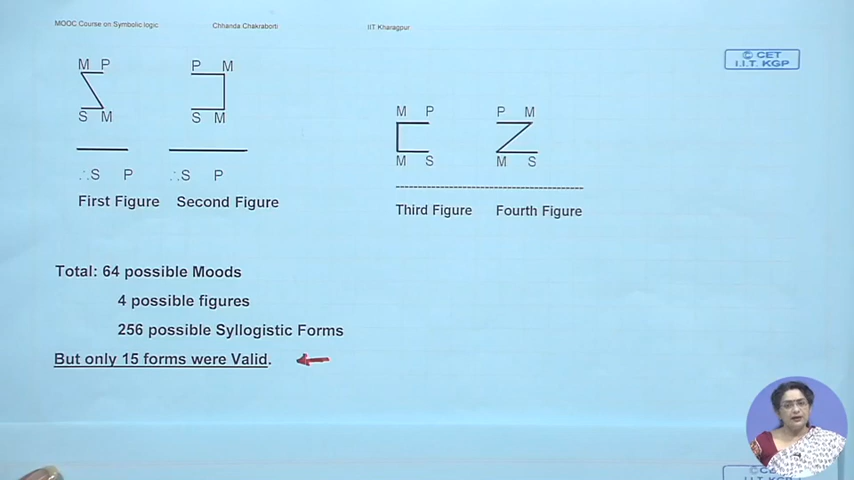 MOOC Course on Symbolic logic Chhanda Chakraborti IIT Kharagpur
© CET
I.I.T. KGP
M P P M
S M S M
∴S P ∴S P
First Figure Second Figure
M P P M
M S M S
Third Figure Fourth Figure
Total: 64 possible Moods
4 possible figures
256 possible Syllogistic Forms
But only 15 forms were Valid.
I.I.T. KGP